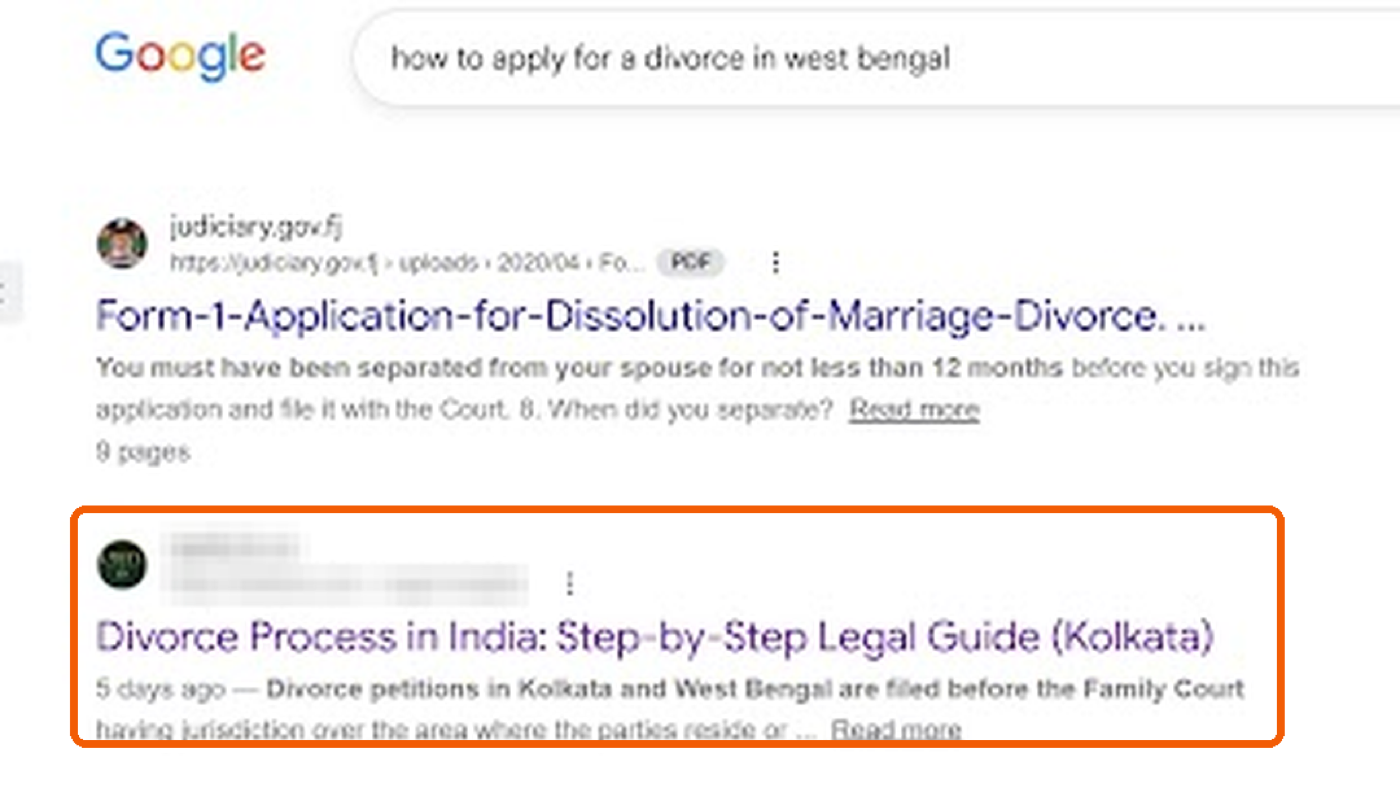 Google
how to apply for a divorce in west bengal
judiciary.gov.fj
https://judiciary.gov.fj › uploads › 2020/04 › Fo... PDF
Form-1-Application-for-Dissolution-of-Marriage-Divorce. ...
You must have been separated from your spouse for not less than 12 months before you sign this
application and file it with the Court. 8. When did you separate? Read more
9 pages
Divorce Process in India: Step-by-Step Legal Guide (Kolkata)
5 days ago — Divorce petitions in Kolkata and West Bengal are filed before the Family Court
having jurisdiction over the area where the parties reside or ... Read more